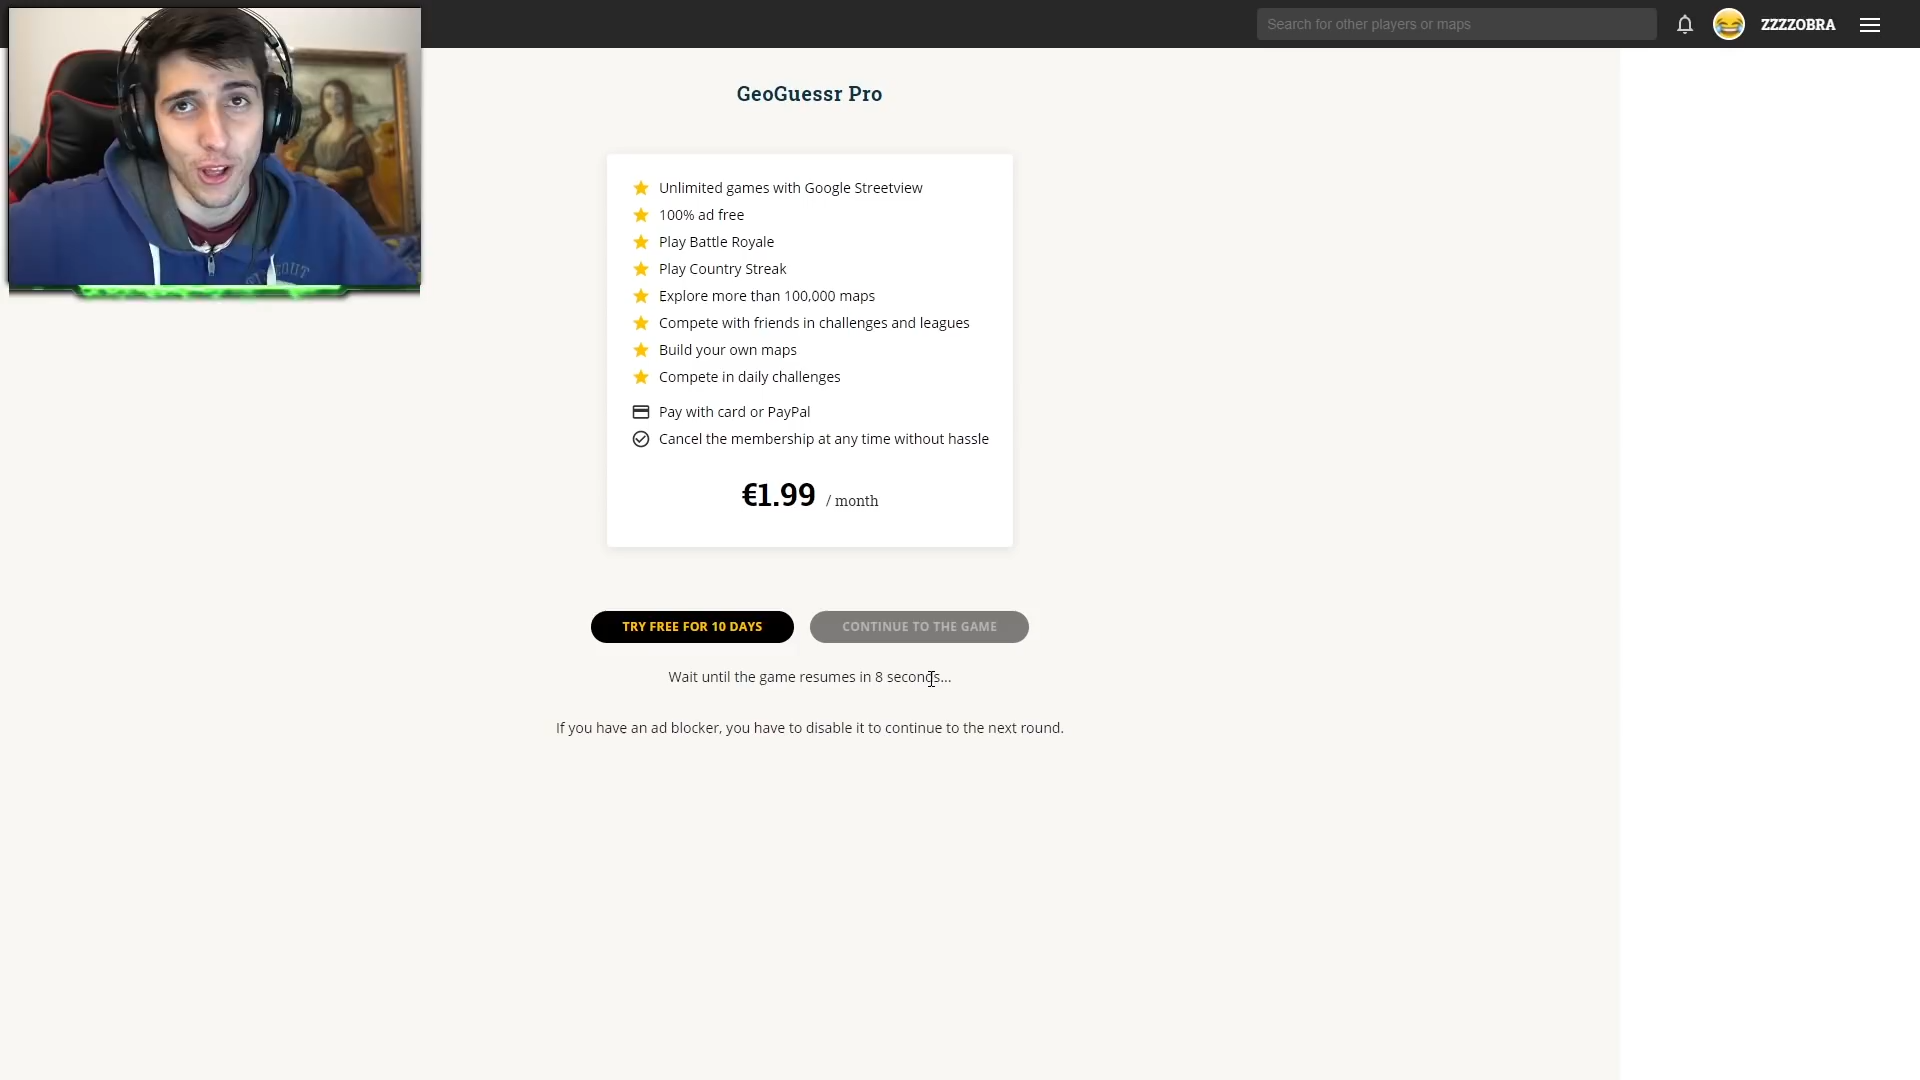 Search for other players or maps
ZZZZOBRA
GeoGuessr Pro
Unlimited games with Google Streetview
100% ad free
Play Battle Royale
Play Country Streak
Explore more than 100,000 maps
Compete with friends in challenges and leagues
Build your own maps
Compete in daily challenges
Pay with card or PayPal
Cancel the membership at any time without hassle
€1.99 / month
TRY FREE FOR 10 DAYS
CONTINUE TO THE GAME
Wait until the game resumes in 8 seconds...
If you have an ad blocker, you have to disable it to continue to the next round.